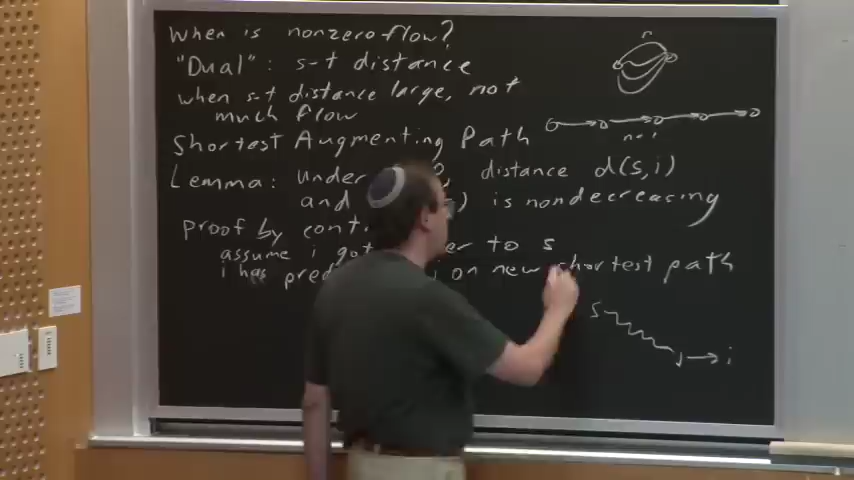 when is nonzero flow?
"Dual": s-t distance
when s-t distance large, not
much flow
Shortest Augmenting Path
Lemma: Under distance d(s,i)
and ) is nondecreasing
proof by cont
assume i got er to s
i has pred i on new shortest path
n
s
j → i